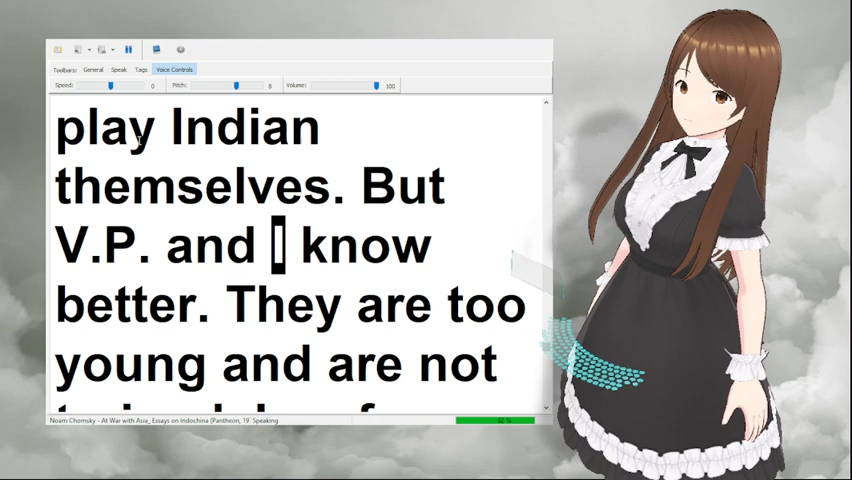 Toolbars: General Speak Tags Voice Controls
Speed: 0 Pitch: 8 Volume: 100
play Indian
themselves. But
V.P. and I know
better. They are too
young and are not
Noam Chomsky - At War with Asia_ Essays on Indochina (Pantheon, 19 Speaking 62 %